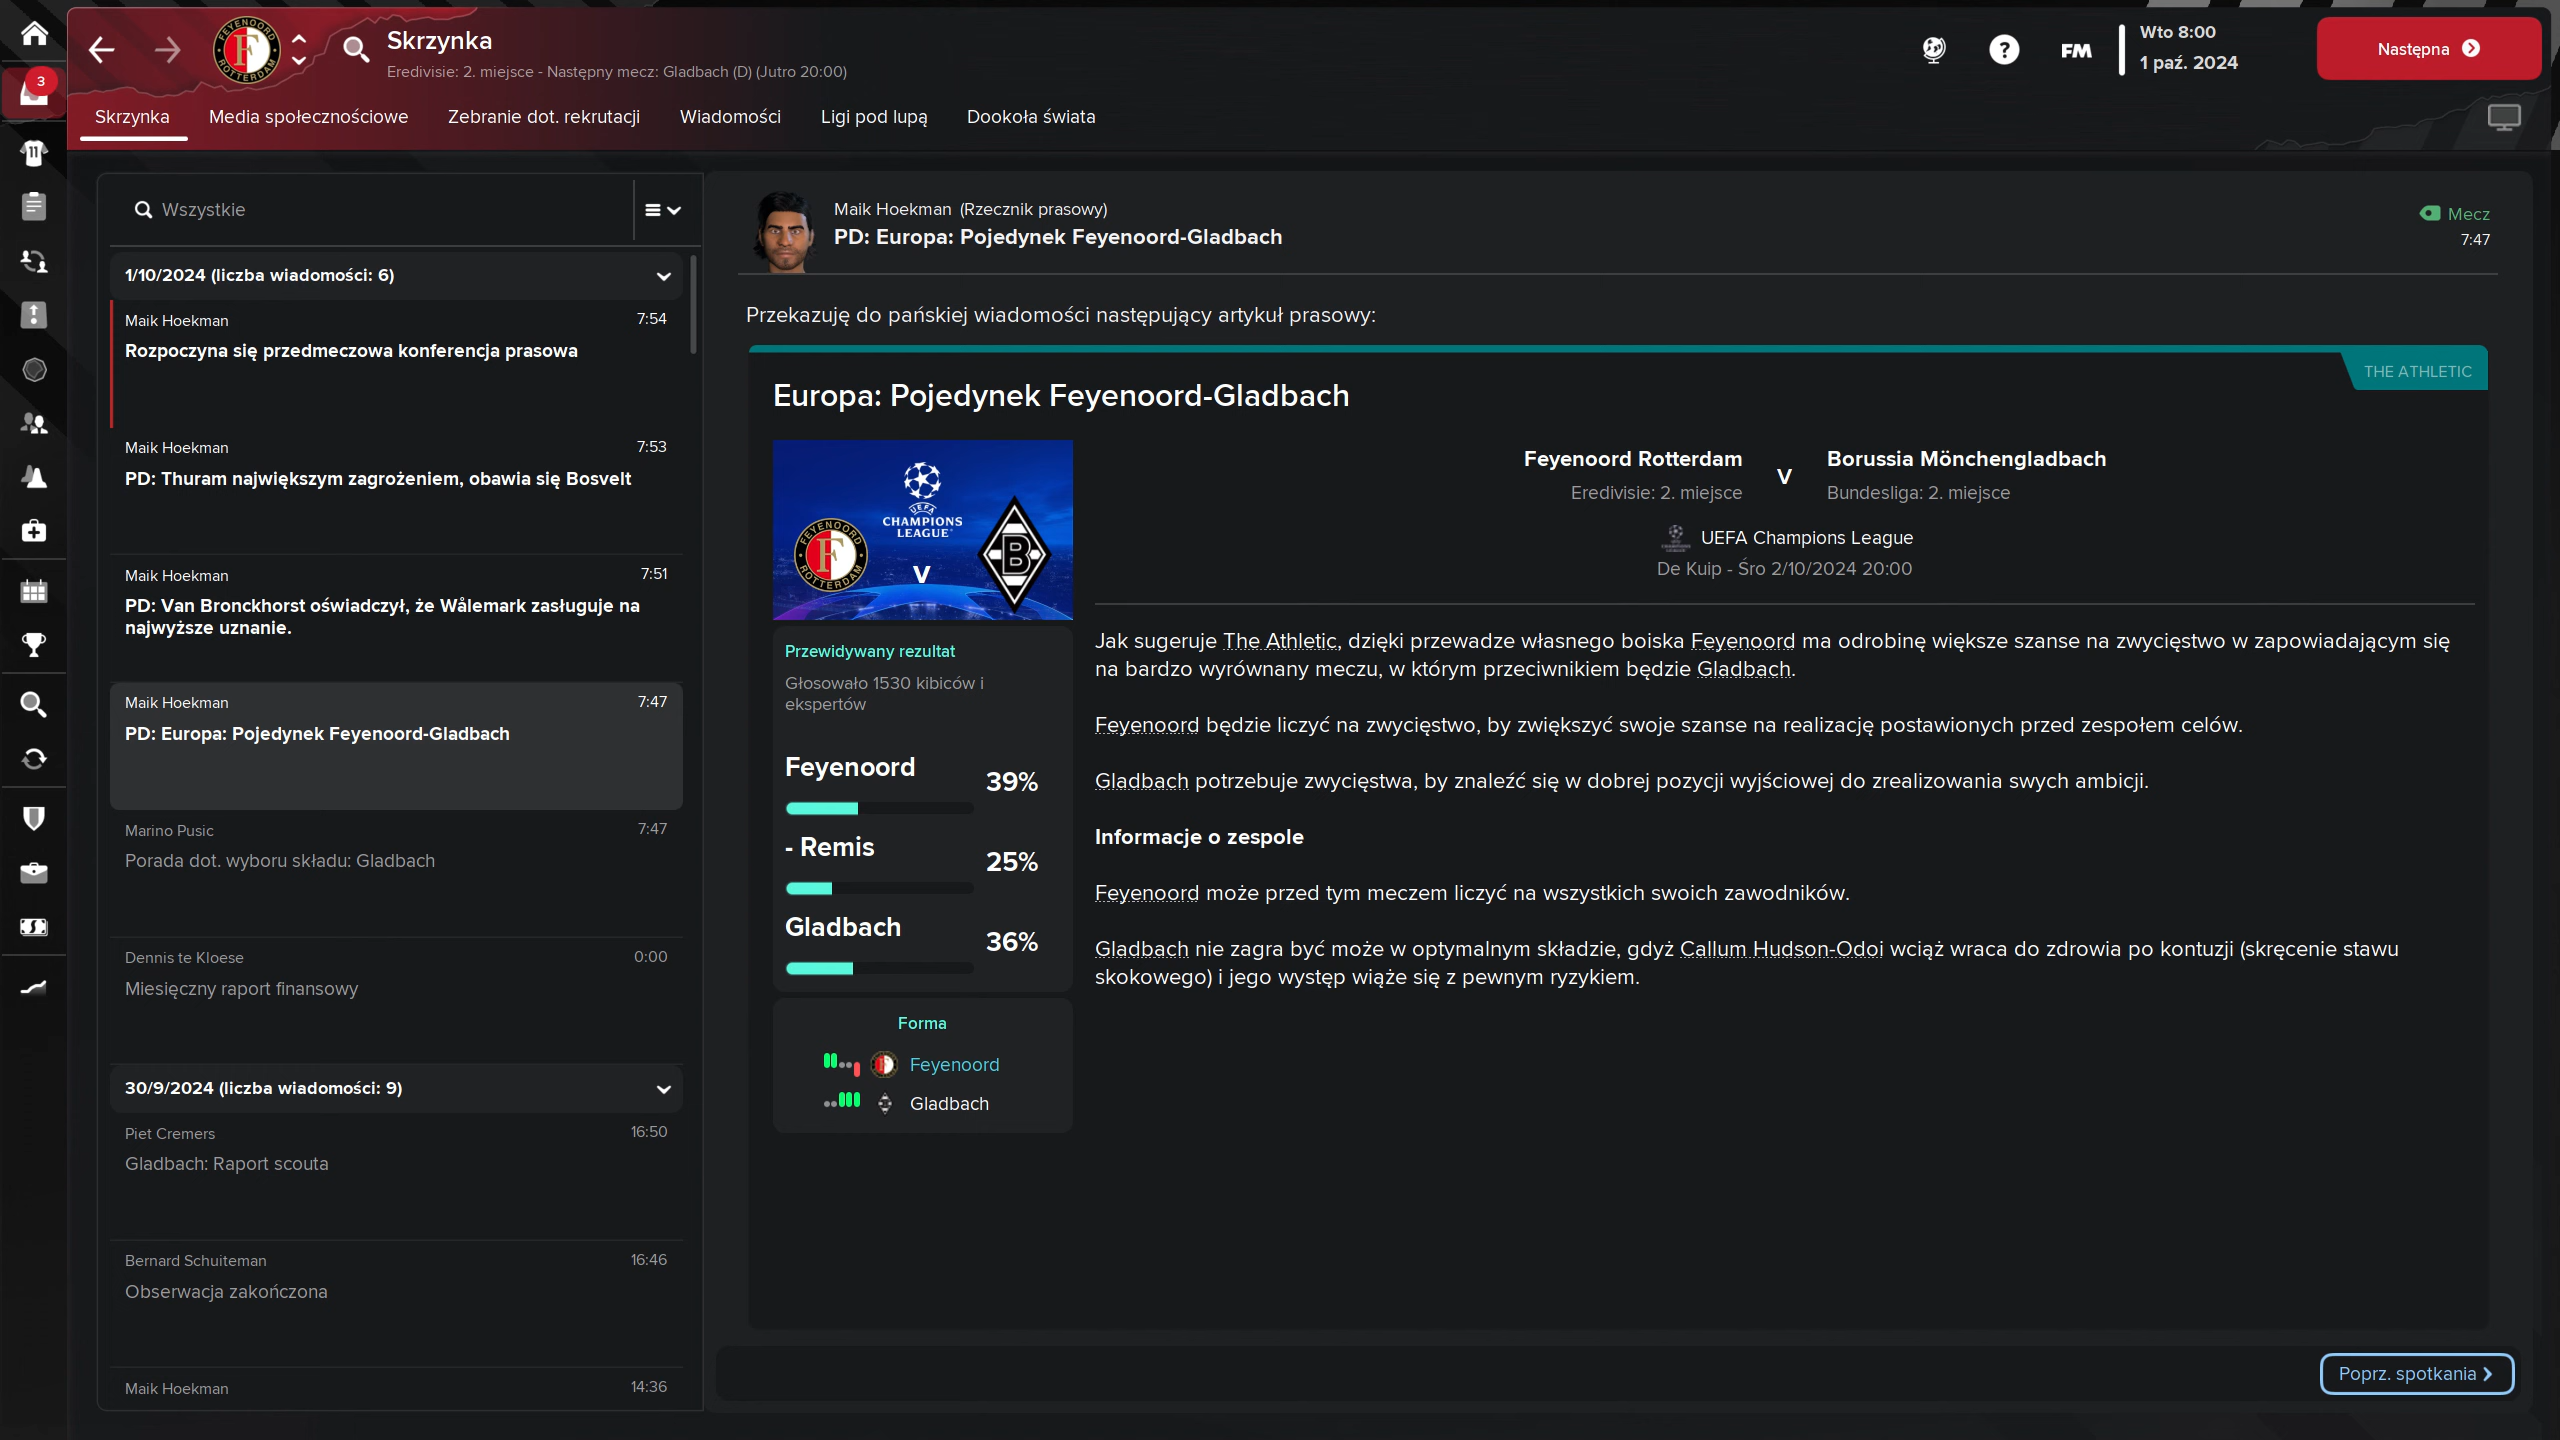 3
Skrzynka
Eredivisie: 2. miejsce - Następny mecz: Gladbach (D) (Jutro 20:00)
FM
Wto 8:00
1 paź. 2024
Następna
Skrzynka
Media społecznościowe
Zebranie dot. rekrutacji
Wiadomości
Ligi pod lupą
Dookoła świata
Wszystkie
1/10/2024 (liczba wiadomości: 6)
Maik Hoekman 7:54
Rozpoczyna się przedmeczowa konferencja prasowa
Maik Hoekman 7:53
PD: Thuram największym zagrożeniem, obawia się Bosvelt
Maik Hoekman 7:51
PD: Van Bronckhorst oświadczył, że Wålemark zasługuje na
najwyższe uznanie.
Maik Hoekman 7:47
PD: Europa: Pojedynek Feyenoord-Gladbach
Marino Pusic 7:47
Porada dot. wyboru składu: Gladbach
Dennis te Kloese 0:00
Miesięczny raport finansowy
30/9/2024 (liczba wiadomości: 9)
Piet Cremers 16:50
Gladbach: Raport scouta
Bernard Schuiteman 16:46
Obserwacja zakończona
Maik Hoekman 14:36
Maik Hoekman (Rzecznik prasowy)
PD: Europa: Pojedynek Feyenoord-Gladbach
Mecz
7:47
Przekazuję do pańskiej wiadomości następujący artykuł prasowy:
THE ATHLETIC
Europa: Pojedynek Feyenoord-Gladbach
UEFA
CHAMPIONS
LEAGUE
FEYENOORD
ROTTERDAM
V
B
Feyenoord Rotterdam V Borussia Mönchengladbach
Eredivisie: 2. miejsce Bundesliga: 2. miejsce
UEFA Champions League
De Kuip - Śro 2/10/2024 20:00
Przewidywany rezultat
Głosowało 1530 kibiców i
ekspertów
Feyenoord 39%
- Remis 25%
Gladbach 36%
Forma
Feyenoord
Gladbach
Jak sugeruje The Athletic, dzięki przewadze własnego boiska Feyenoord ma odrobinę większe szanse na zwycięstwo w zapowiadającym się
na bardzo wyrównany meczu, w którym przeciwnikiem będzie Gladbach.
Feyenoord będzie liczyć na zwycięstwo, by zwiększyć swoje szanse na realizację postawionych przed zespołem celów.
Gladbach potrzebuje zwycięstwa, by znaleźć się w dobrej pozycji wyjściowej do zrealizowania swych ambicji.
Informacje o zespole
Feyenoord może przed tym meczem liczyć na wszystkich swoich zawodników.
Gladbach nie zagra być może w optymalnym składzie, gdyż Callum Hudson-Odoi wciąż wraca do zdrowia po kontuzji (skręcenie stawu
skokowego) i jego występ wiąże się z pewnym ryzykiem.
Poprz. spotkania